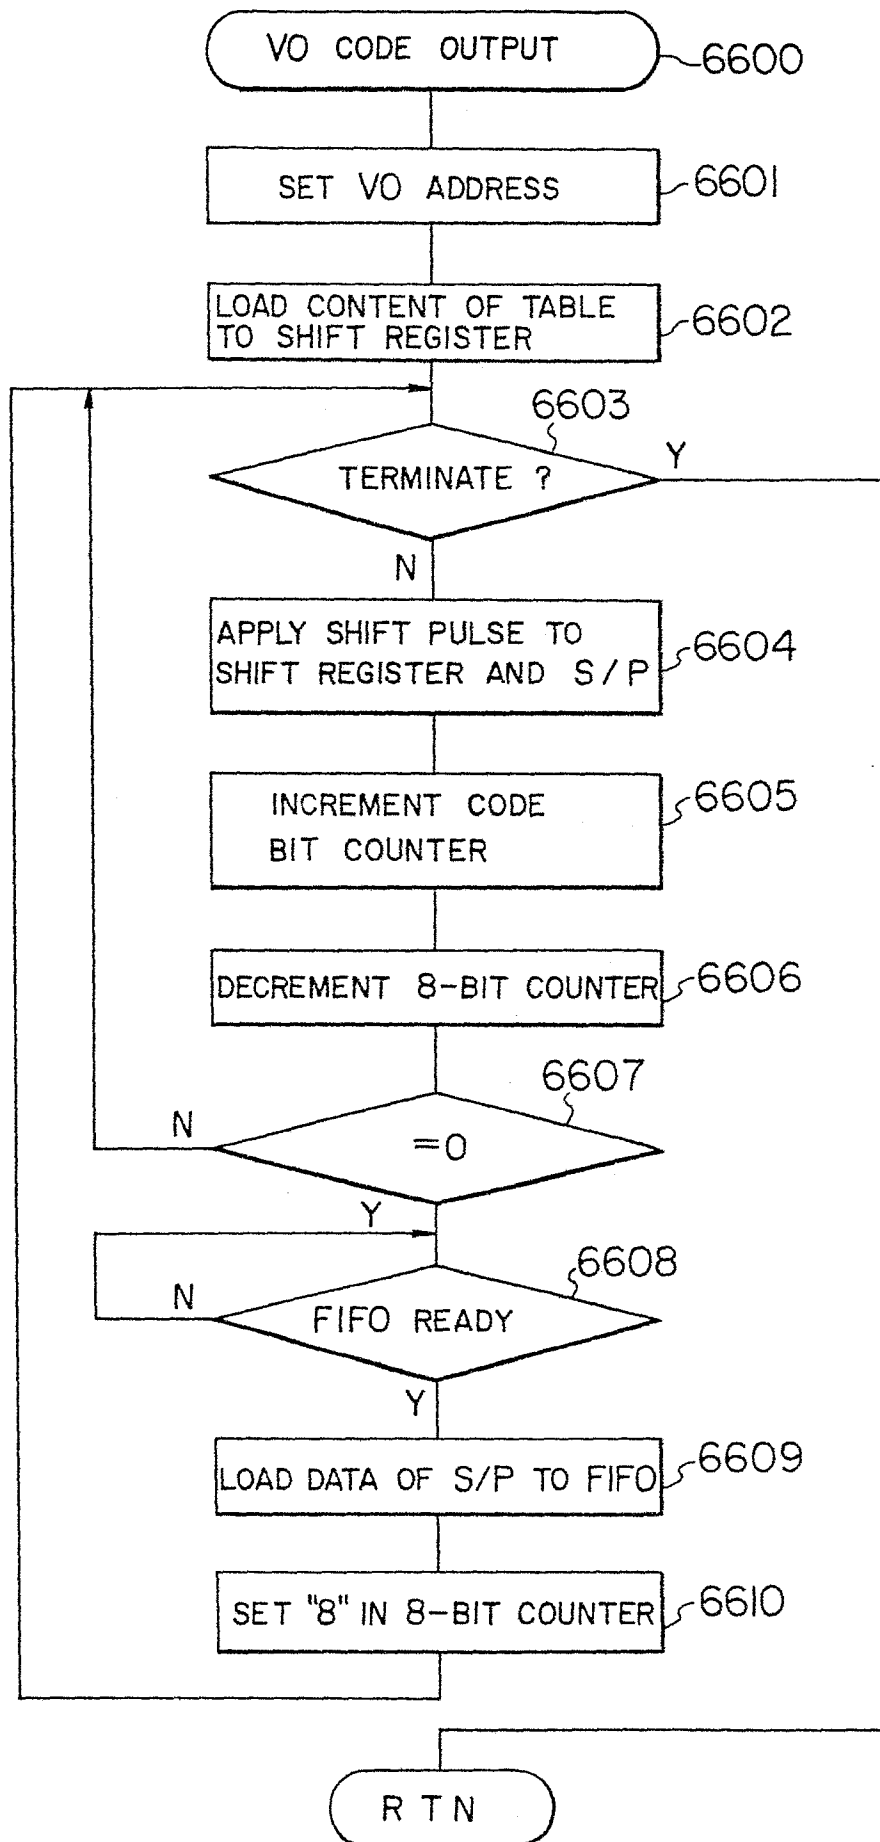 VO CODE OUTPUT
6600
SET VO ADDRESS
6601
LOAD CONTENT OF TABLE
TO SHIFT REGISTER
6602
6603
TERMINATE ?
Y
N
APPLY SHIFT PULSE TO
SHIFT REGISTER AND S/P
6604
INCREMENT CODE
BIT COUNTER
6605
DECREMENT 8-BIT COUNTER
6606
6607
N
=0
Y
6608
N
FIFO READY
Y
LOAD DATA OF S/P TO FIFO
6609
SET "8" IN 8-BIT COUNTER
6610
RTN